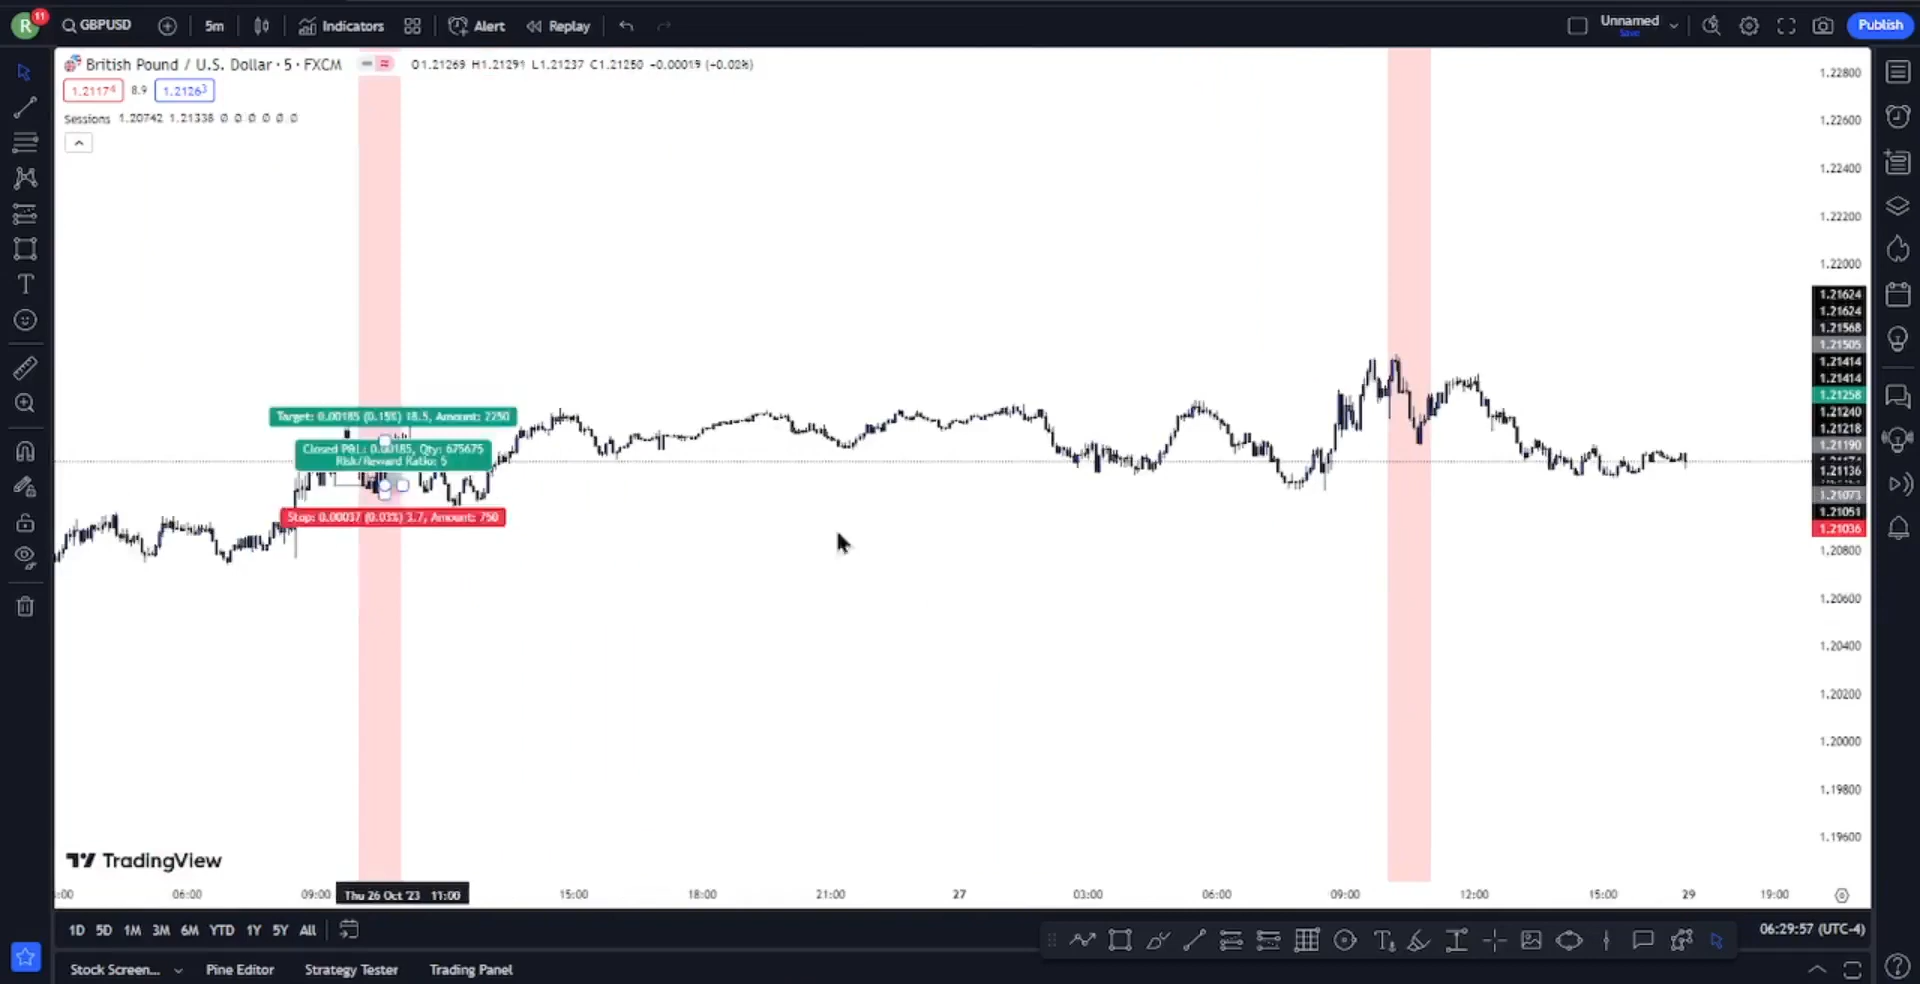 R 11 GBPUSD 5m Indicators Alert Replay Unnamed Save Publish
British Pound / U.S. Dollar · 5 · FXCM O1.21269 H1.21291 L1.21237 C1.21250 −0.00019 (−0.02%)
1.21174 8.9 1.21263
Sessions 1.20742 1.21338 Ø Ø Ø Ø Ø Ø
1.22800
1.22600
1.22400
1.22200
1.22000
1.21624
1.21624
1.21568
1.21505
1.21414
1.21414
1.21258
1.21240
1.21218
1.21190
1.21136
1.21073
1.21051
1.21036
1.20800
1.20600
1.20400
1.20200
1.20000
1.19800
1.19600
Target: 0.00185 (0.15%) 18.5, Amount: 2250
Closed P&L: 0.00185, Qty: 675675
Risk/Reward Ratio: 5
Stop: 0.00037 (0.03%) 3.7, Amount: 750
TradingView
06:00 09:00 Thu 26 Oct '23 11:00 15:00 18:00 21:00 27 03:00 06:00 09:00 12:00 15:00 29 19:00
1D 5D 1M 3M 6M YTD 1Y 5Y All 06:29:57 (UTC-4)
Stock Screen... Pine Editor Strategy Tester Trading Panel